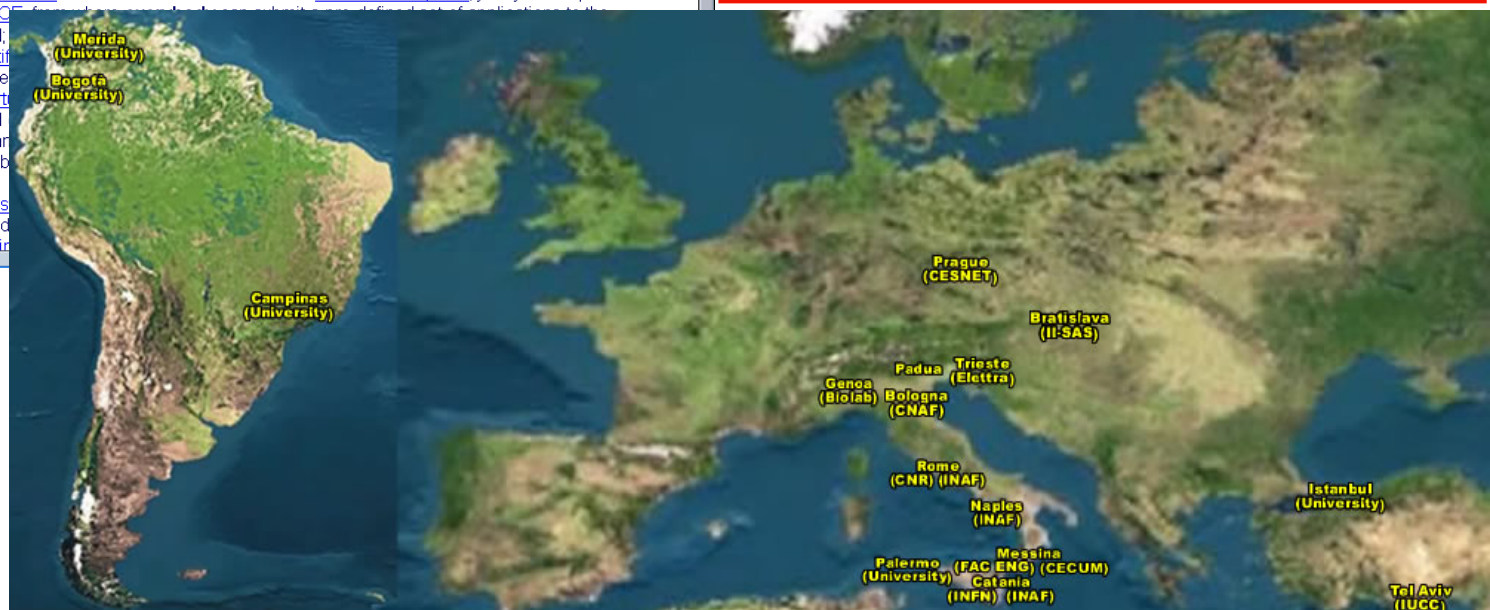 Merida
(University)
Bogotà
(University)
Campinas
(University)
Prague
(CESNET)
Bratislava
(II-SAS)
Padua
Trieste
(Elettra)
Genoa
(Biolab)
Bologna
(CNAF)
Rome
(CNR) (INAF)
Naples
(INAF)
Istanbul
(University)
Messina
(FAC ENG) (CECUM)
Palermo
(University)
Catania
(INFN) (INAF)
Tel Aviv
(IUCC)